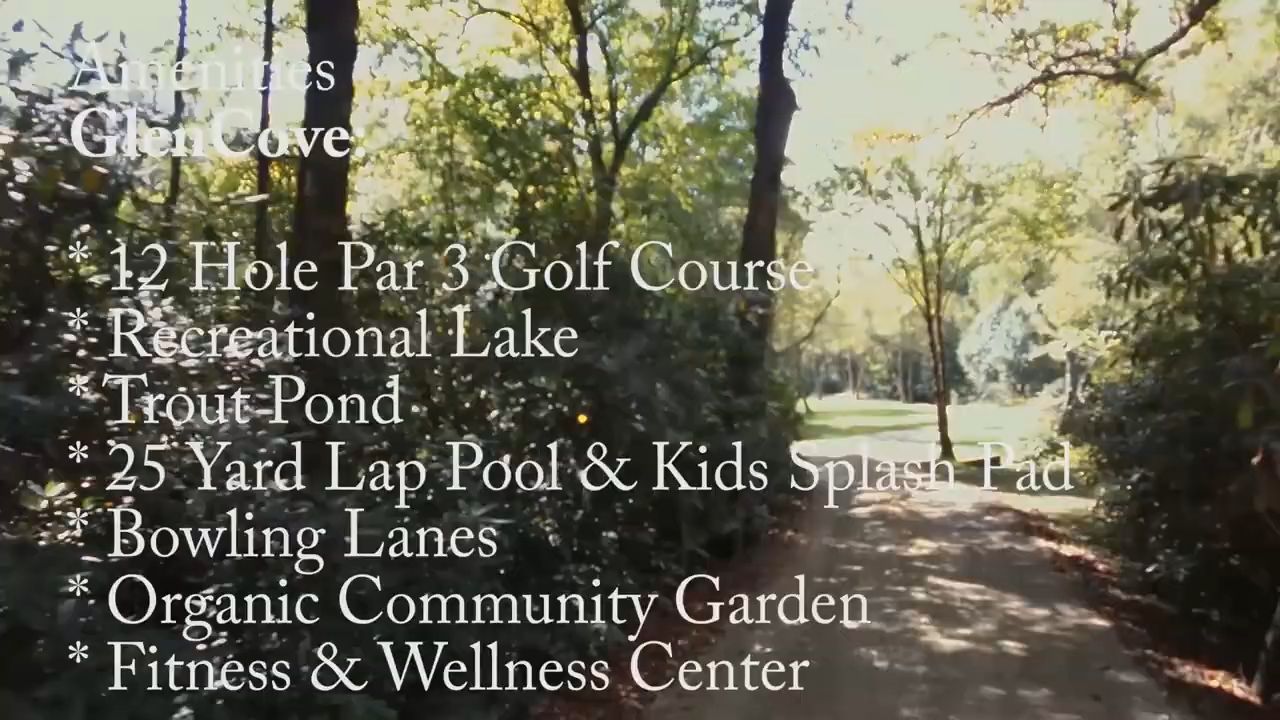 Amenities
GlenCove
* 12 Hole Par 3 Golf Course
* Recreational Lake
* Trout Pond
* 25 Yard Lap Pool & Kids Splash Pad
* Bowling Lanes
* Organic Community Garden
* Fitness & Wellness Center